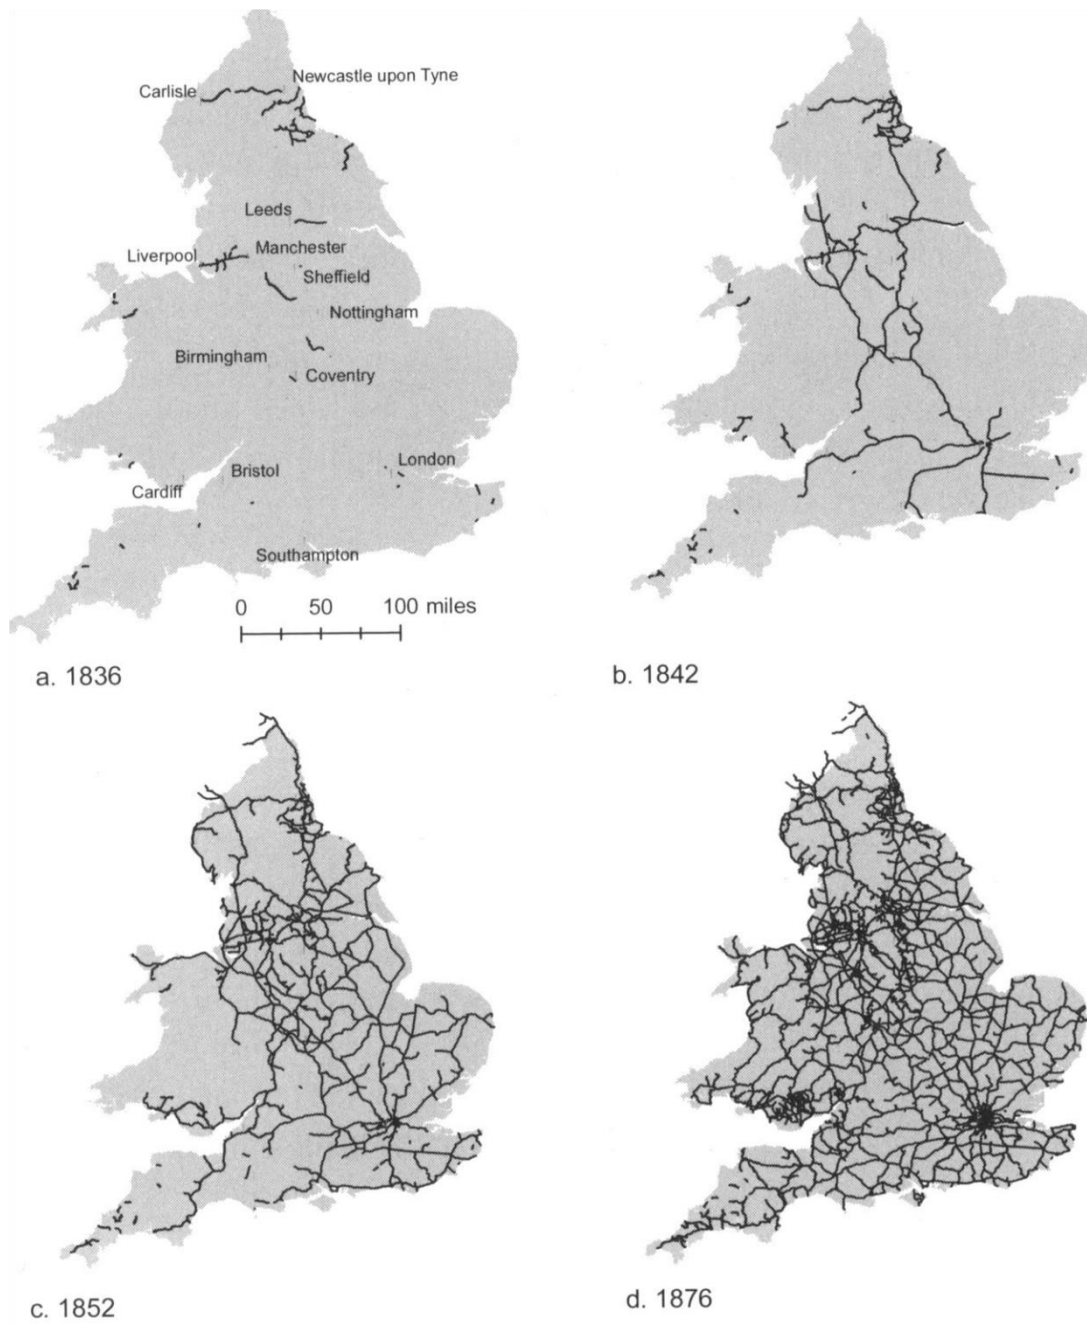 Newcastle upon Tyne
Carlisle
Leeds
Liverpool
Manchester
Sheffield
Nottingham
Birmingham
Coventry
London
Bristol
Cardiff
Southampton
0 50 100 miles
a. 1836
b. 1842
c. 1852
d. 1876